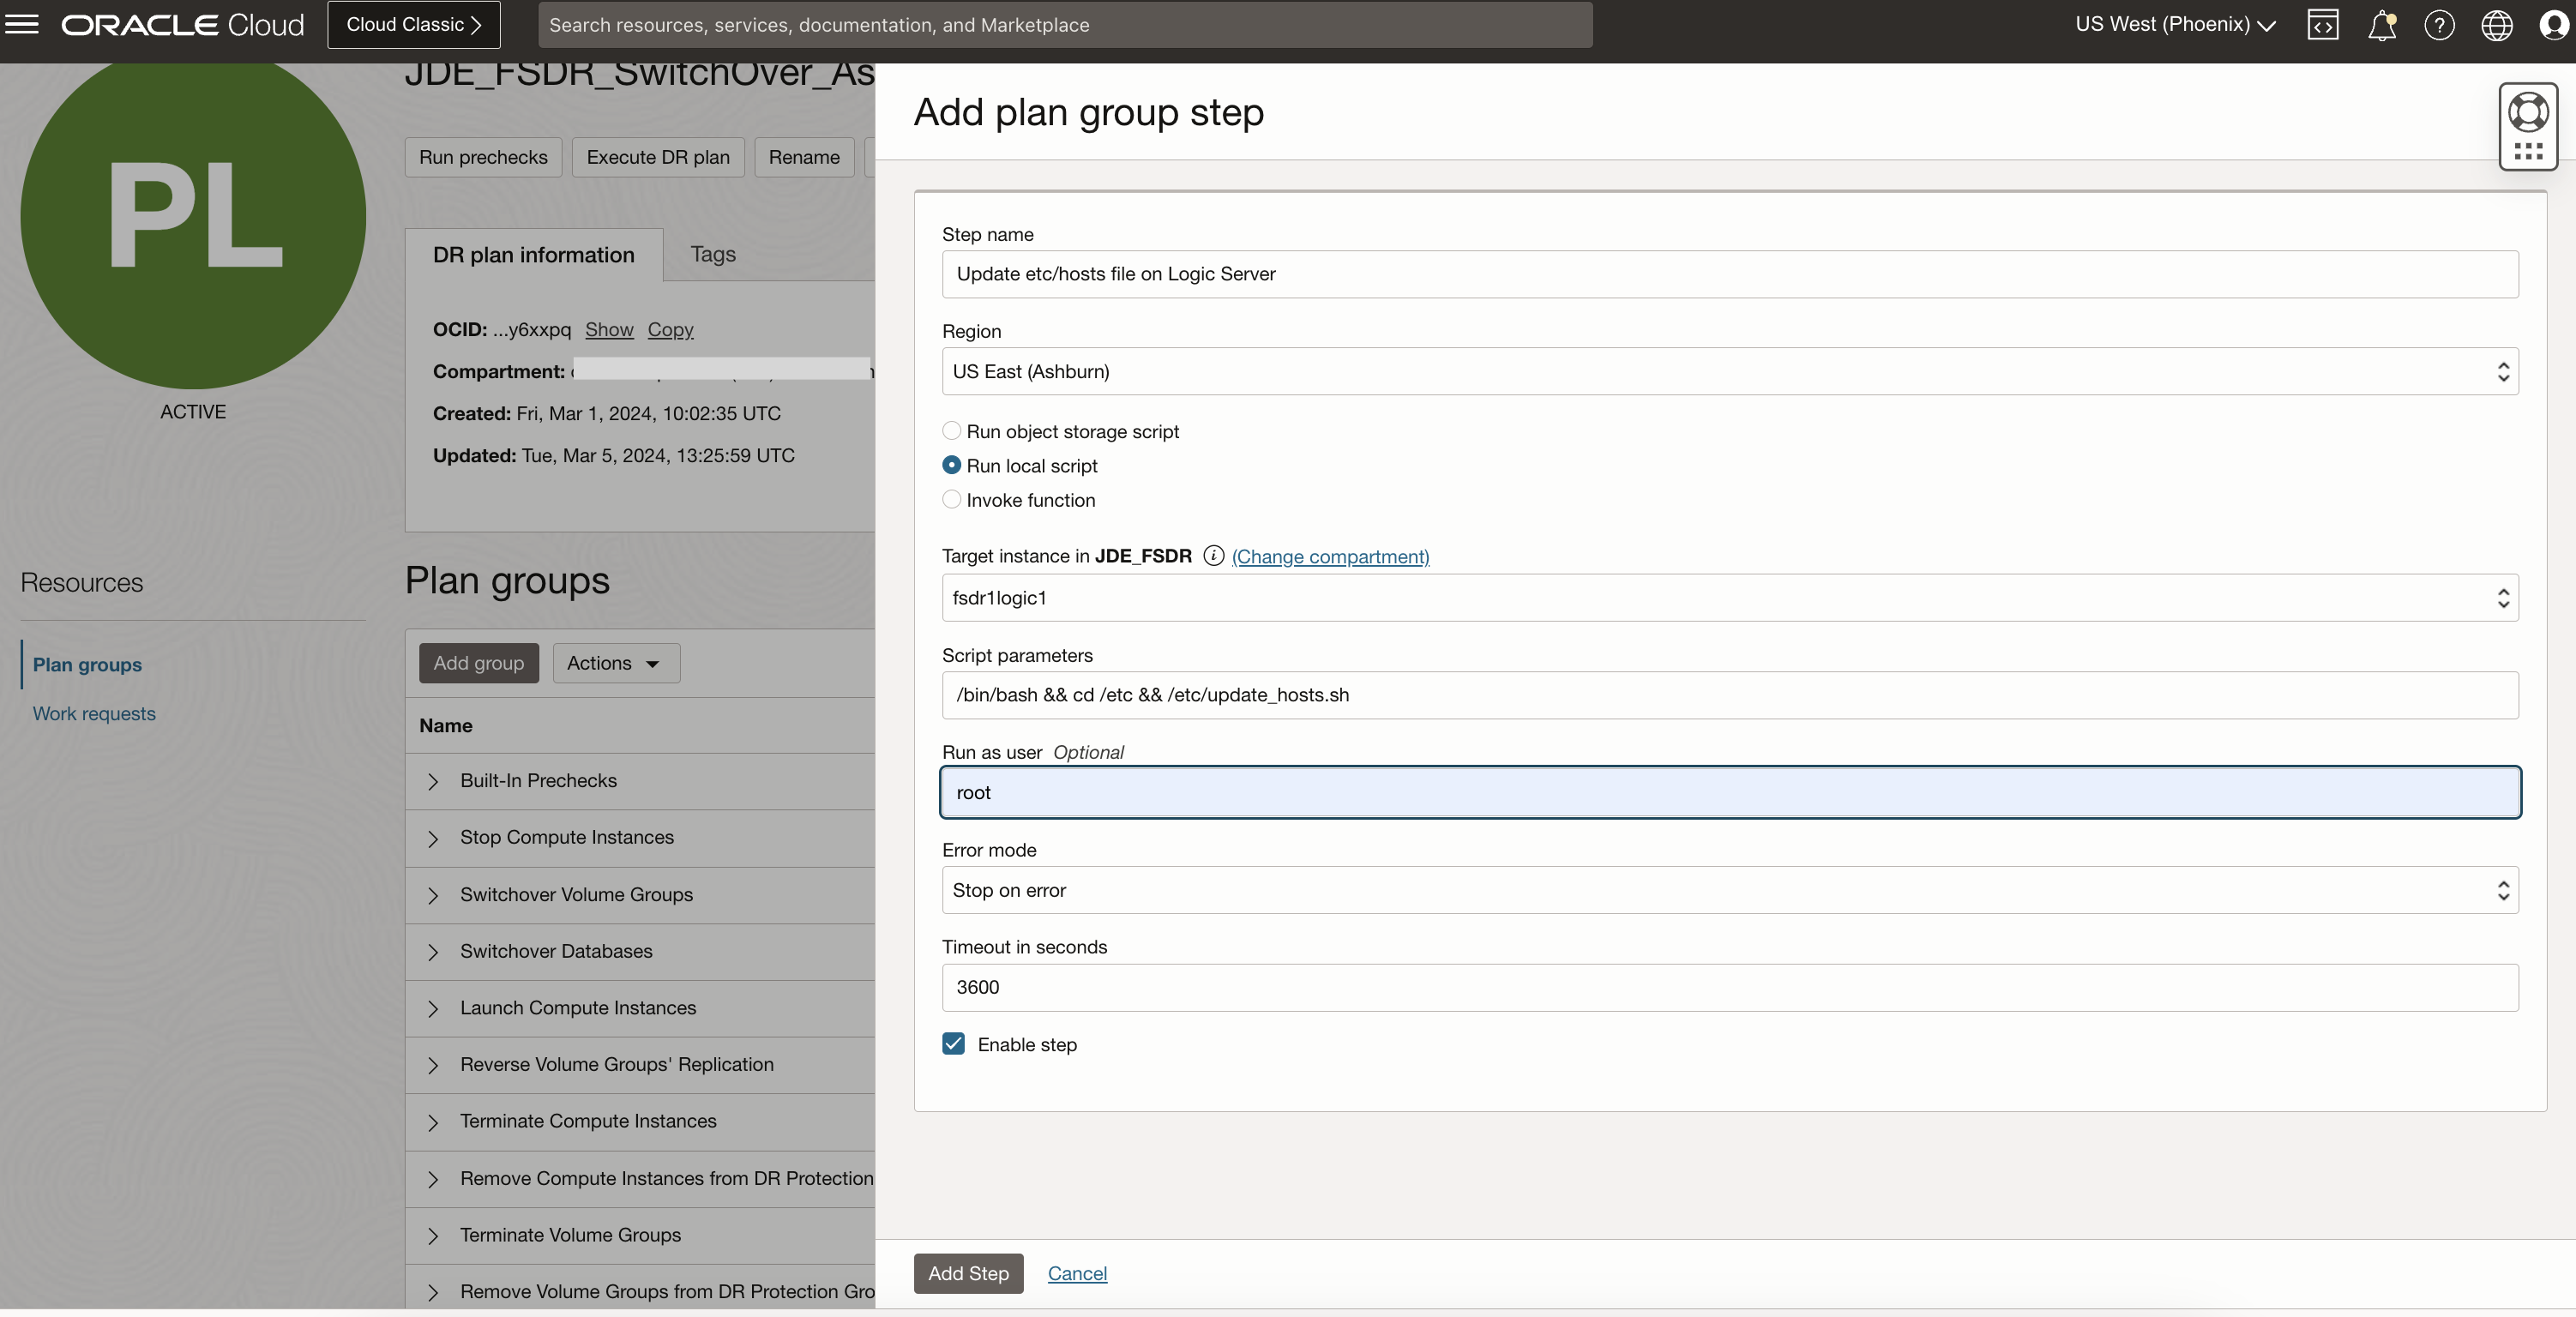 ORACLE Cloud
Cloud Classic
Search resources, services, documentation, and Marketplace
US West (Phoenix)
JDE_FSDR_SwitchOver_As
PL
ACTIVE
Run prechecks
Execute DR plan
Rename
DR plan information
Tags
OCID: ...y6xxpq Show Copy
Compartment:
Created: Fri, Mar 1, 2024, 10:02:35 UTC
Updated: Tue, Mar 5, 2024, 13:25:59 UTC
Resources
Plan groups
Work requests
Plan groups
Add group
Actions
Name
Built-In Prechecks
Stop Compute Instances
Switchover Volume Groups
Switchover Databases
Launch Compute Instances
Reverse Volume Groups' Replication
Terminate Compute Instances
Remove Compute Instances from DR Protection
Terminate Volume Groups
Remove Volume Groups from DR Protection Gro
Add plan group step
Step name
Update etc/hosts file on Logic Server
Region
US East (Ashburn)
Run object storage script
Run local script
Invoke function
Target instance in JDE_FSDR (Change compartment)
fsdr1logic1
Script parameters
/bin/bash && cd /etc && /etc/update_hosts.sh
Run as user Optional
root
Error mode
Stop on error
Timeout in seconds
3600
Enable step
Add Step
Cancel